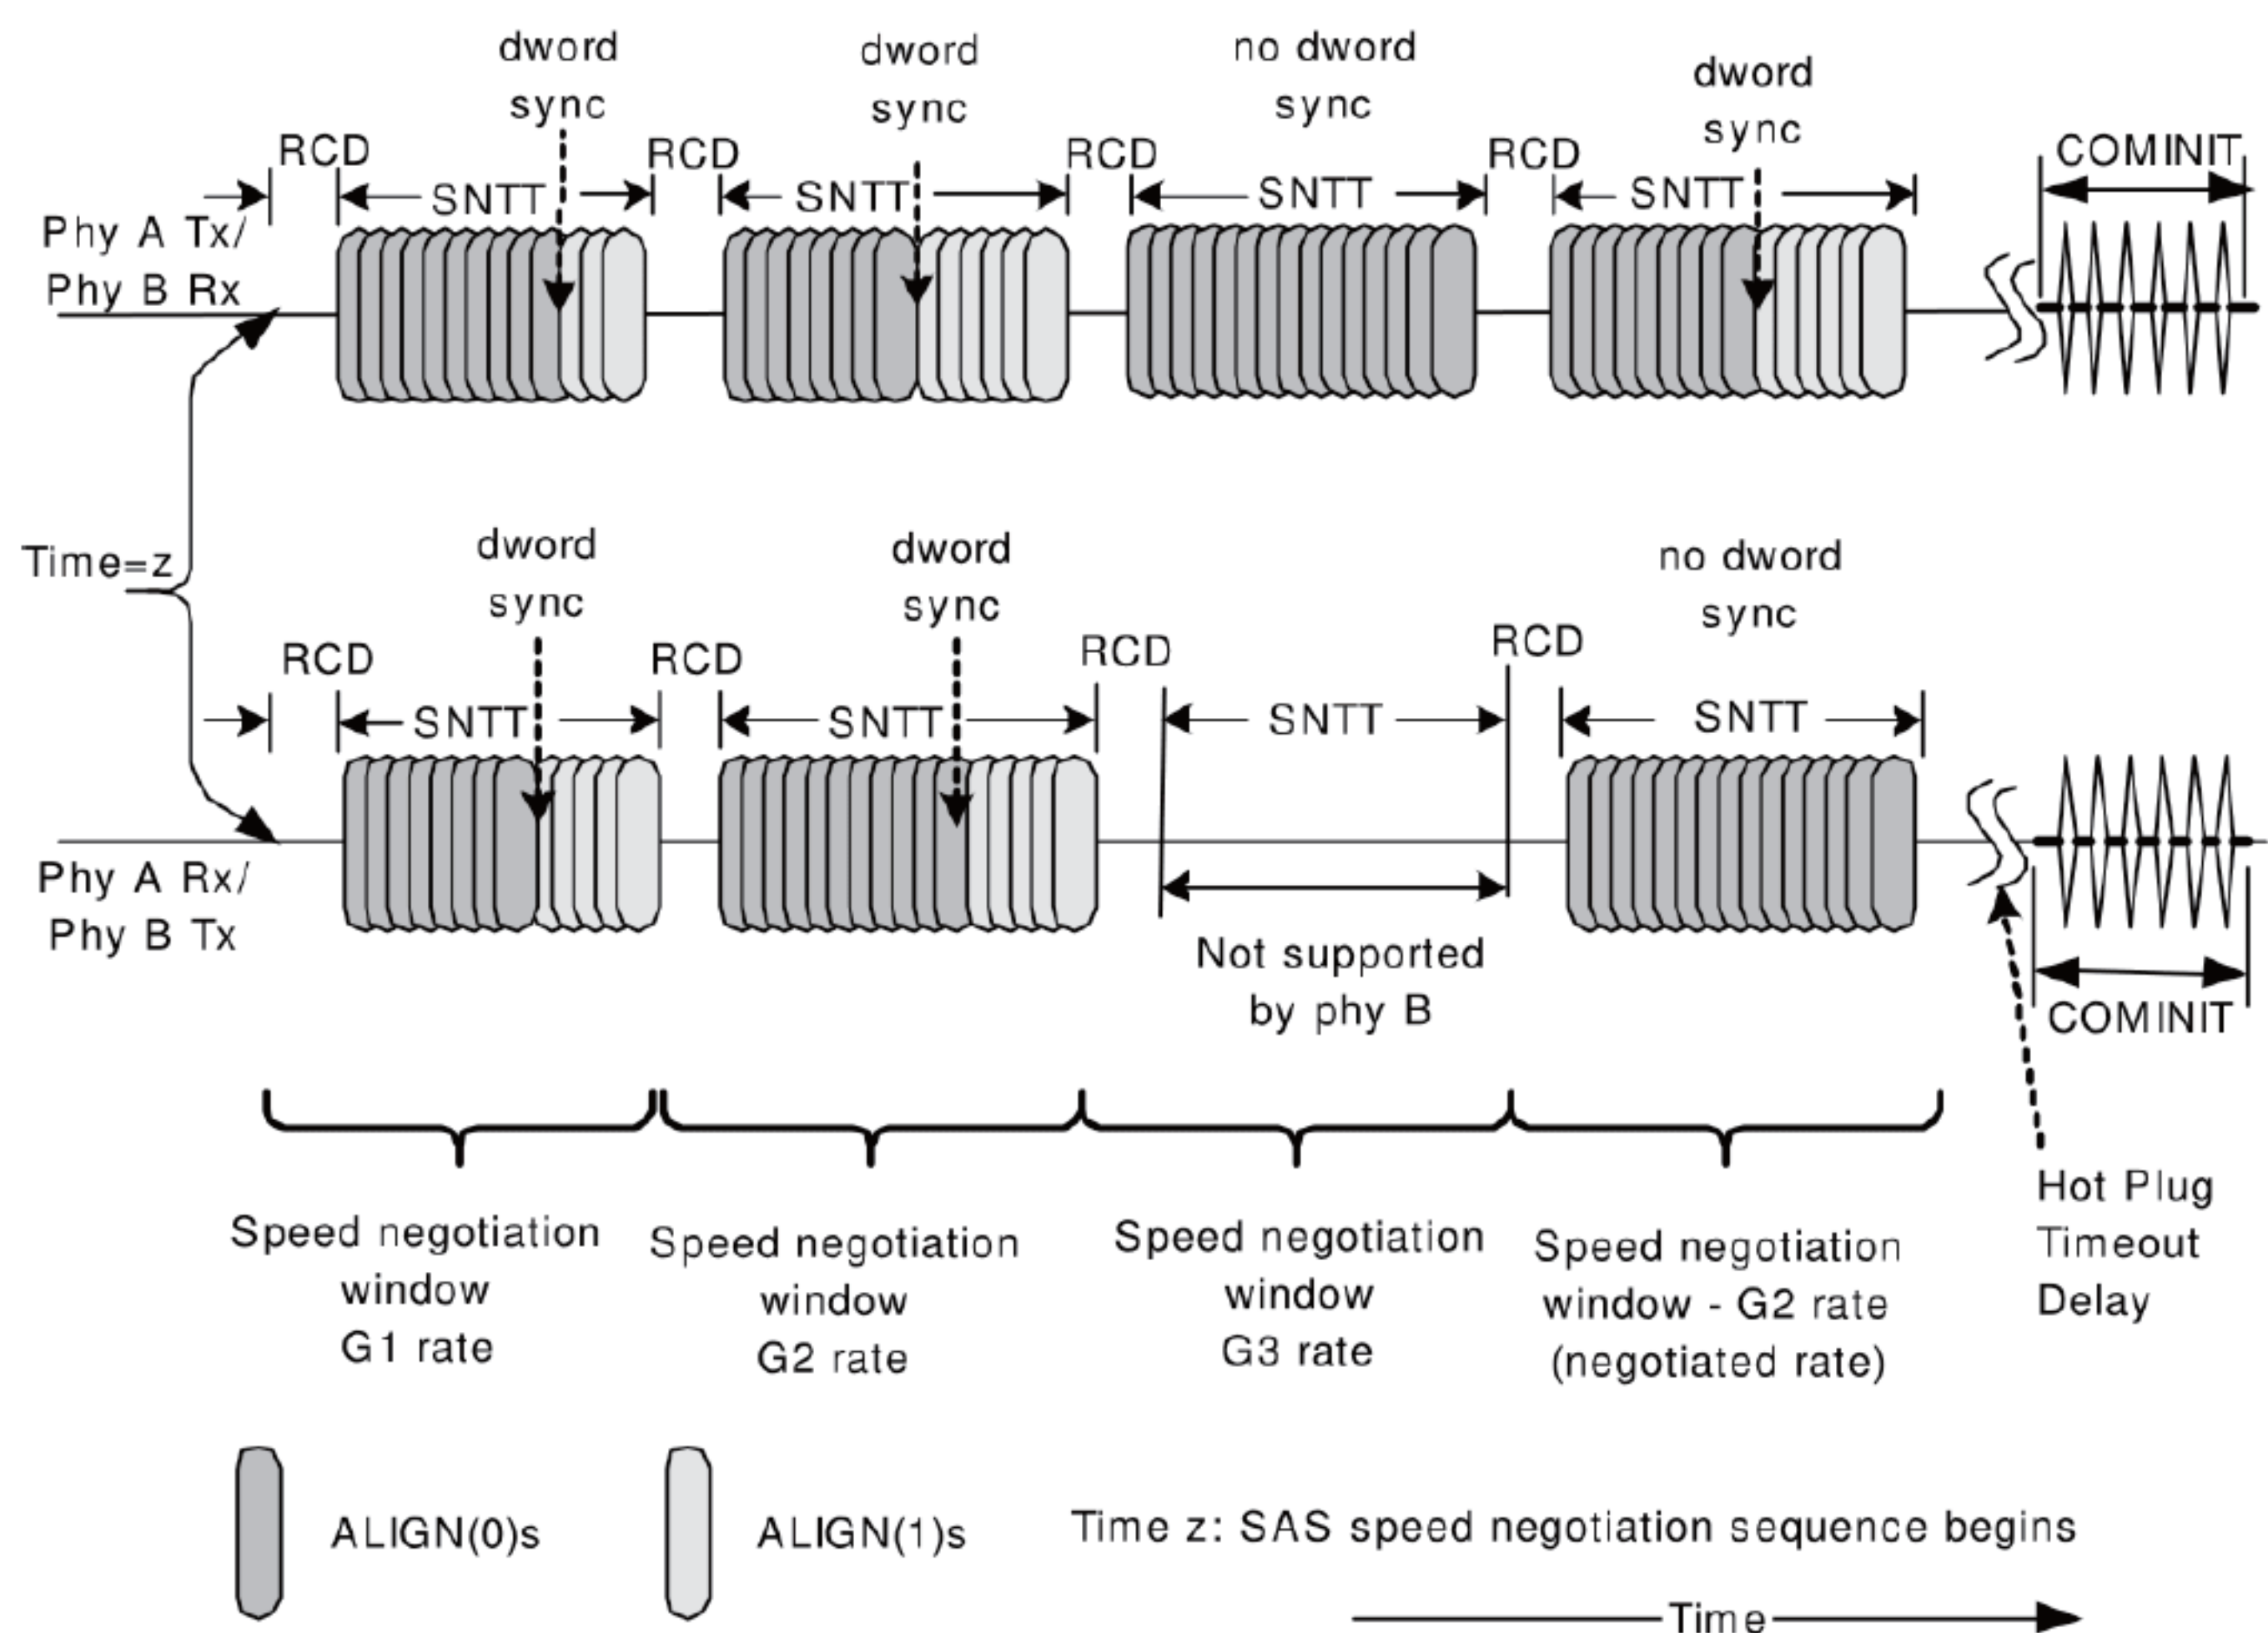 dword
sync
dword
sync
no dword
sync
dword
sync
RCD
RCD
RCD
RCD
COMINIT
SNTT
SNTT
SNTT
SNTT
Phy A Tx/
Phy B Rx
Time=z
dword
sync
dword
sync
no dword
sync
RCD
RCD
RCD
RCD
SNTT
SNTT
SNTT
SNTT
Phy A Rx/
Phy B Tx
Not supported
by phy B
COMINIT
Speed negotiation
window
G1 rate
Speed negotiation
window
G2 rate
Speed negotiation
window
G3 rate
Speed negotiation
window - G2 rate
(negotiated rate)
Hot Plug
Timeout
Delay
ALIGN(0)s
ALIGN(1)s
Time z: SAS speed negotiation sequence begins
Time